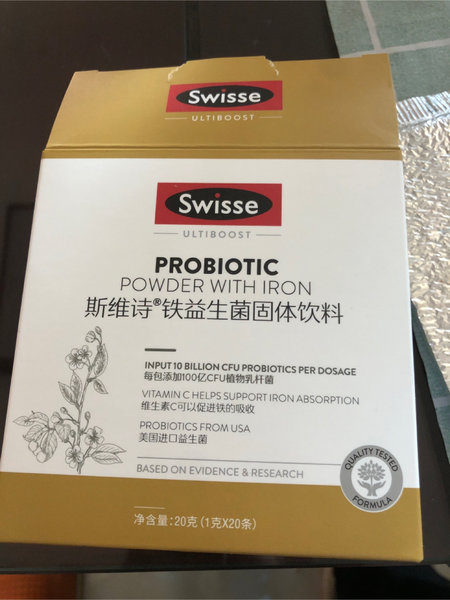 Swisse
ULTIBOOST
Swisse
ULTIBOOST
PROBIOTIC
POWDER WITH IRON
斯维诗®铁益生菌固体饮料
INPUT 10 BILLION CFU PROBIOTICS PER DOSAGE
每包添加100亿CFU植物乳杆菌
VITAMIN C HELPS SUPPORT IRON ABSORPTION
维生素C可以促进铁的吸收
PROBIOTICS FROM USA
美国进口益生菌
BASED ON EVIDENCE & RESEARCH
QUALITY TESTED
FORMULA
净含量:20克(1克X20条)